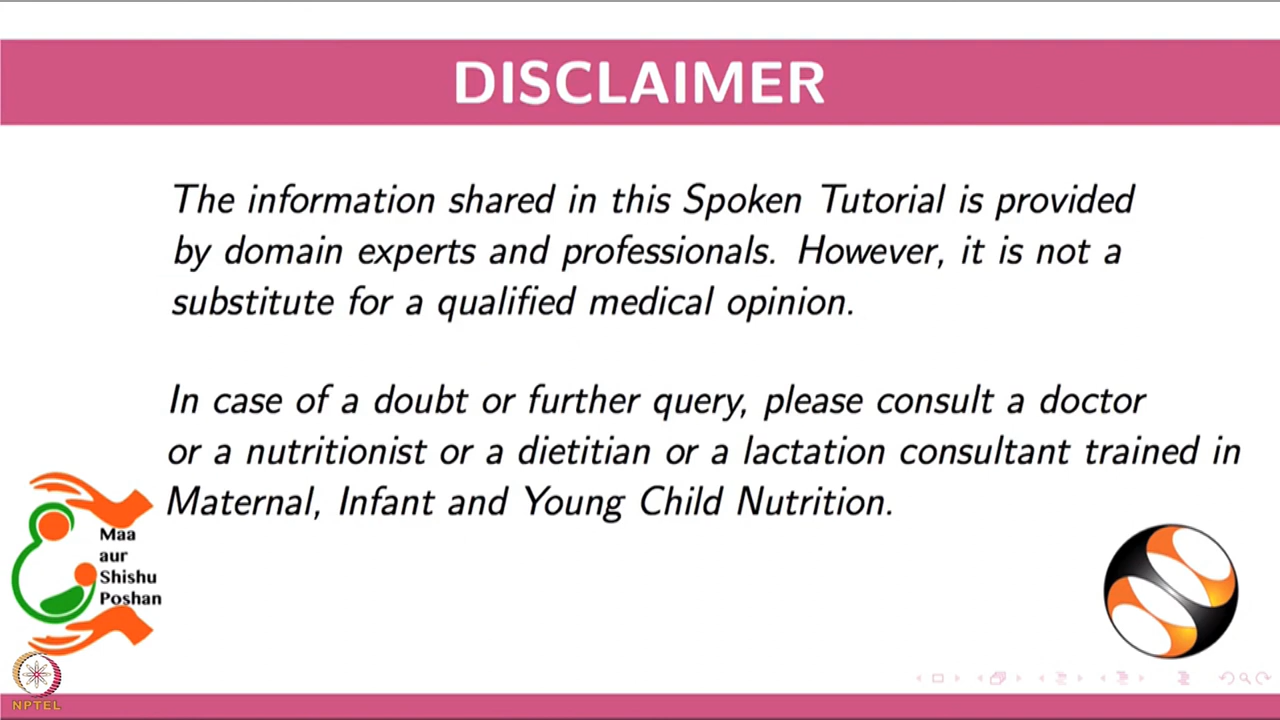 DISCLAIMER
The information shared in this Spoken Tutorial is provided
by domain experts and professionals. However, it is not a
substitute for a qualified medical opinion.
In case of a doubt or further query, please consult a doctor
or a nutritionist or a dietitian or a lactation consultant trained in
Maternal, Infant and Young Child Nutrition.
Maa
aur
Shishu
Poshan
NPTEL